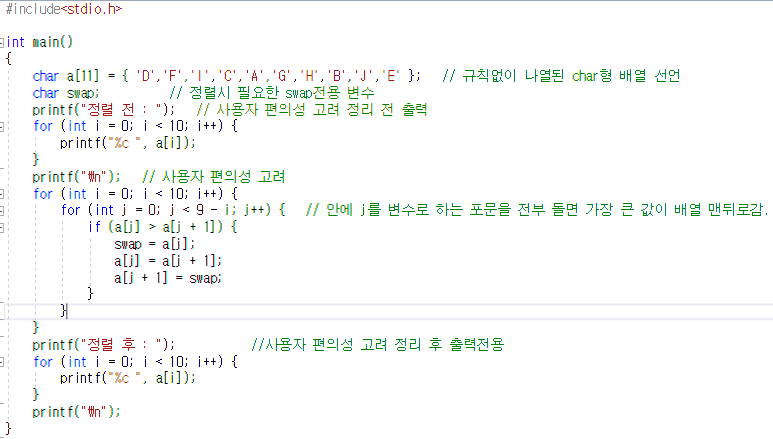 #include<stdio.h>
int main()
{
char a[11] = { 'D','F','I','C','A','G','H','B','J','E' }; // 규칙없이 나열된 char형 배열 선언
char swap; // 정렬시 필요한 swap전용 변수
printf("정렬 전 : "); // 사용자 편의성 고려 정리 전 출력
for (int i = 0; i < 10; i++) {
printf("%c ", a[i]);
}
printf("₩n"); // 사용자 편의성 고려
for (int i = 0; i < 10; i++) {
for (int j = 0; j < 9 - i; j++) { // 안에 j를 변수로 하는 포문을 전부 돌면 가장 큰 값이 배열 맨뒤로감.
if (a[j] > a[j + 1]) {
swap = a[j];
a[j] = a[j + 1];
a[j + 1] = swap;
}
}
}
printf("정렬 후 : "); //사용자 편의성 고려 정리 후 출력전용
for (int i = 0; i < 10; i++) {
printf("%c ", a[i]);
}
printf("₩n");
}